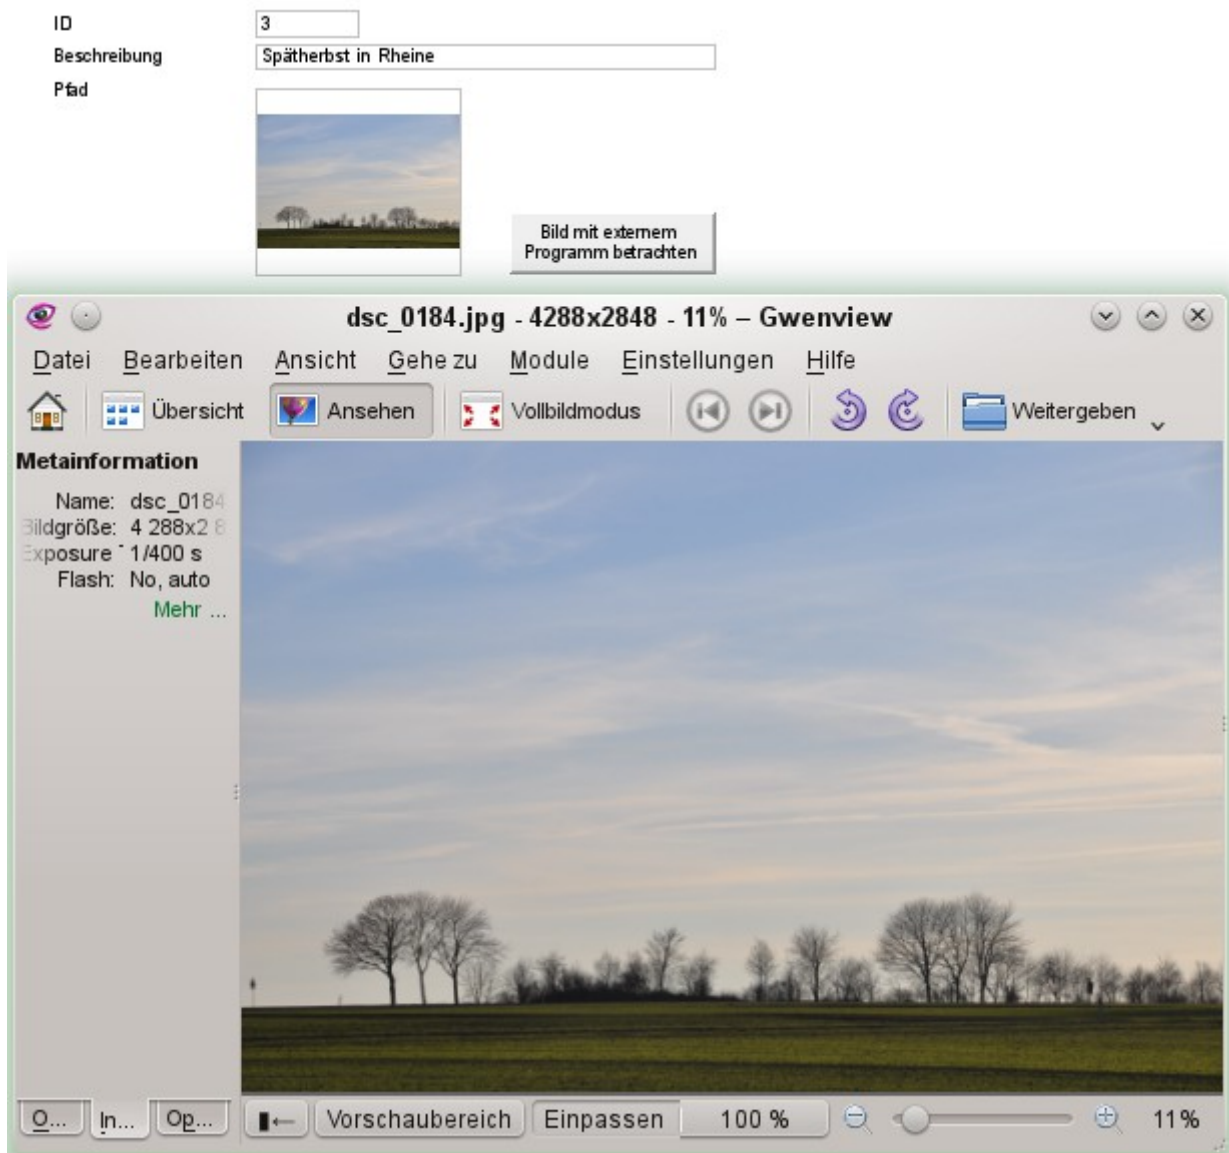 ID 3
Beschreibung Spätherbst in Rheine
Pfad
Bild mit externem
Programm betrachten
dsc_0184.jpg - 4288x2848 - 11% – Gwenview
Datei Bearbeiten Ansicht Gehe zu Module Einstellungen Hilfe
Übersicht Ansehen Vollbildmodus Weitergeben
Metainformation
Name: dsc_0184
Bildgröße: 4 288x2 8
Exposure 1/400 s
Flash: No, auto
Mehr ...
O... In... Op... Vorschaubereich Einpassen 100 % 11%